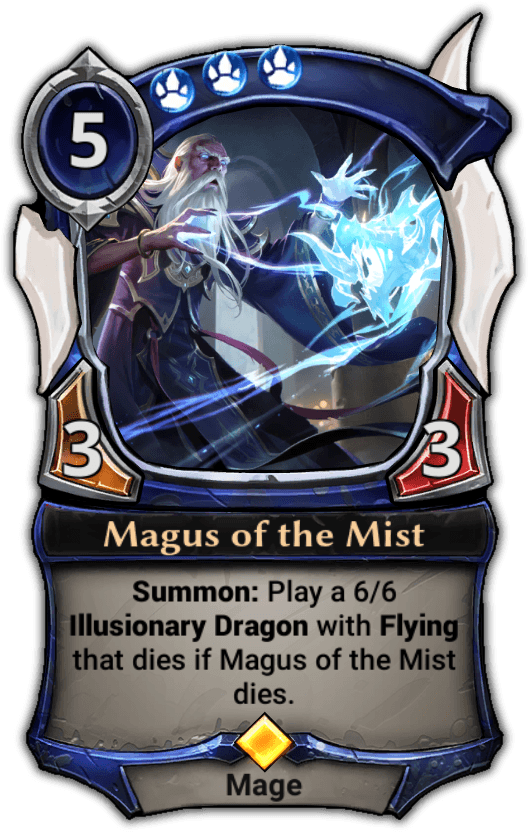 5
3
3
Magus of the Mist
Summon: Play a 6/6
Illusionary Dragon with Flying
that dies if Magus of the Mist
dies.
Mage